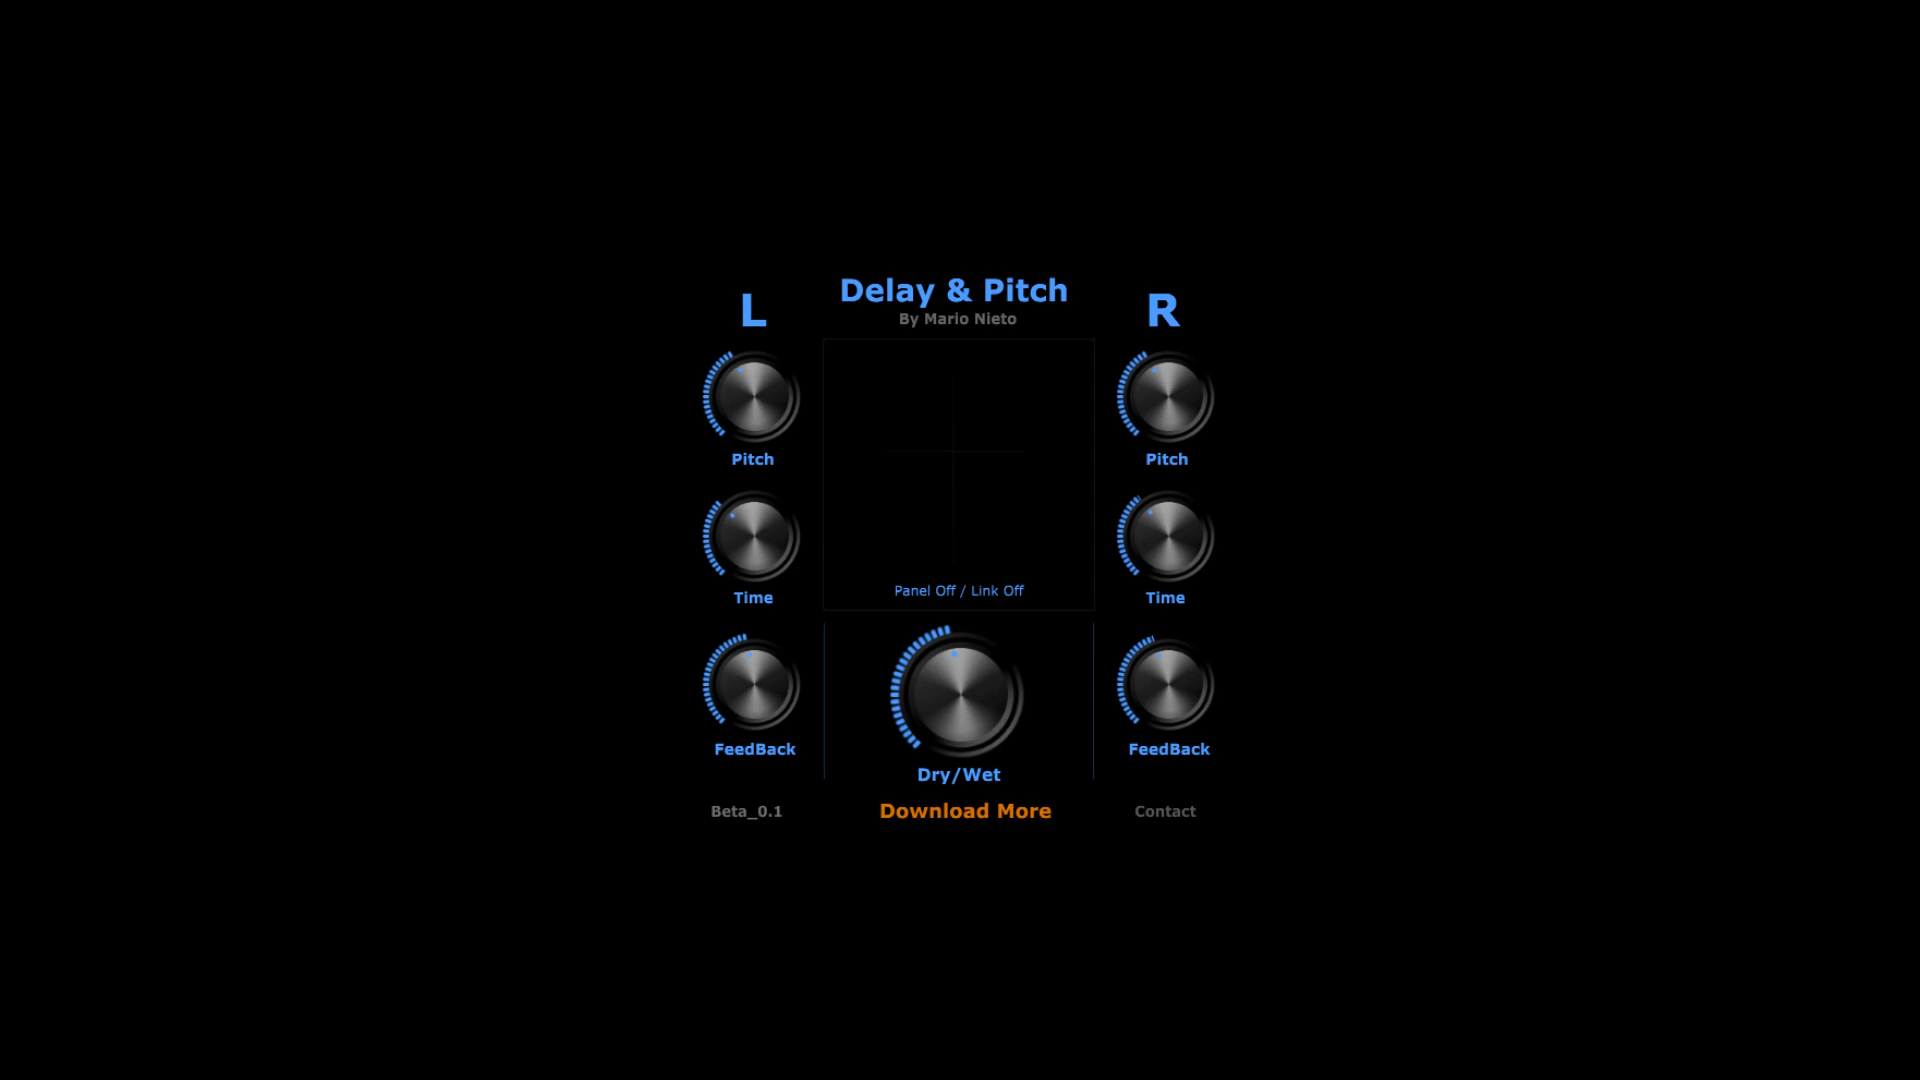 Delay & Pitch
By Mario Nieto
L
R
Pitch
Pitch
Time
Time
Panel Off / Link Off
FeedBack
FeedBack
Dry/Wet
Beta_0.1
Download More
Contact